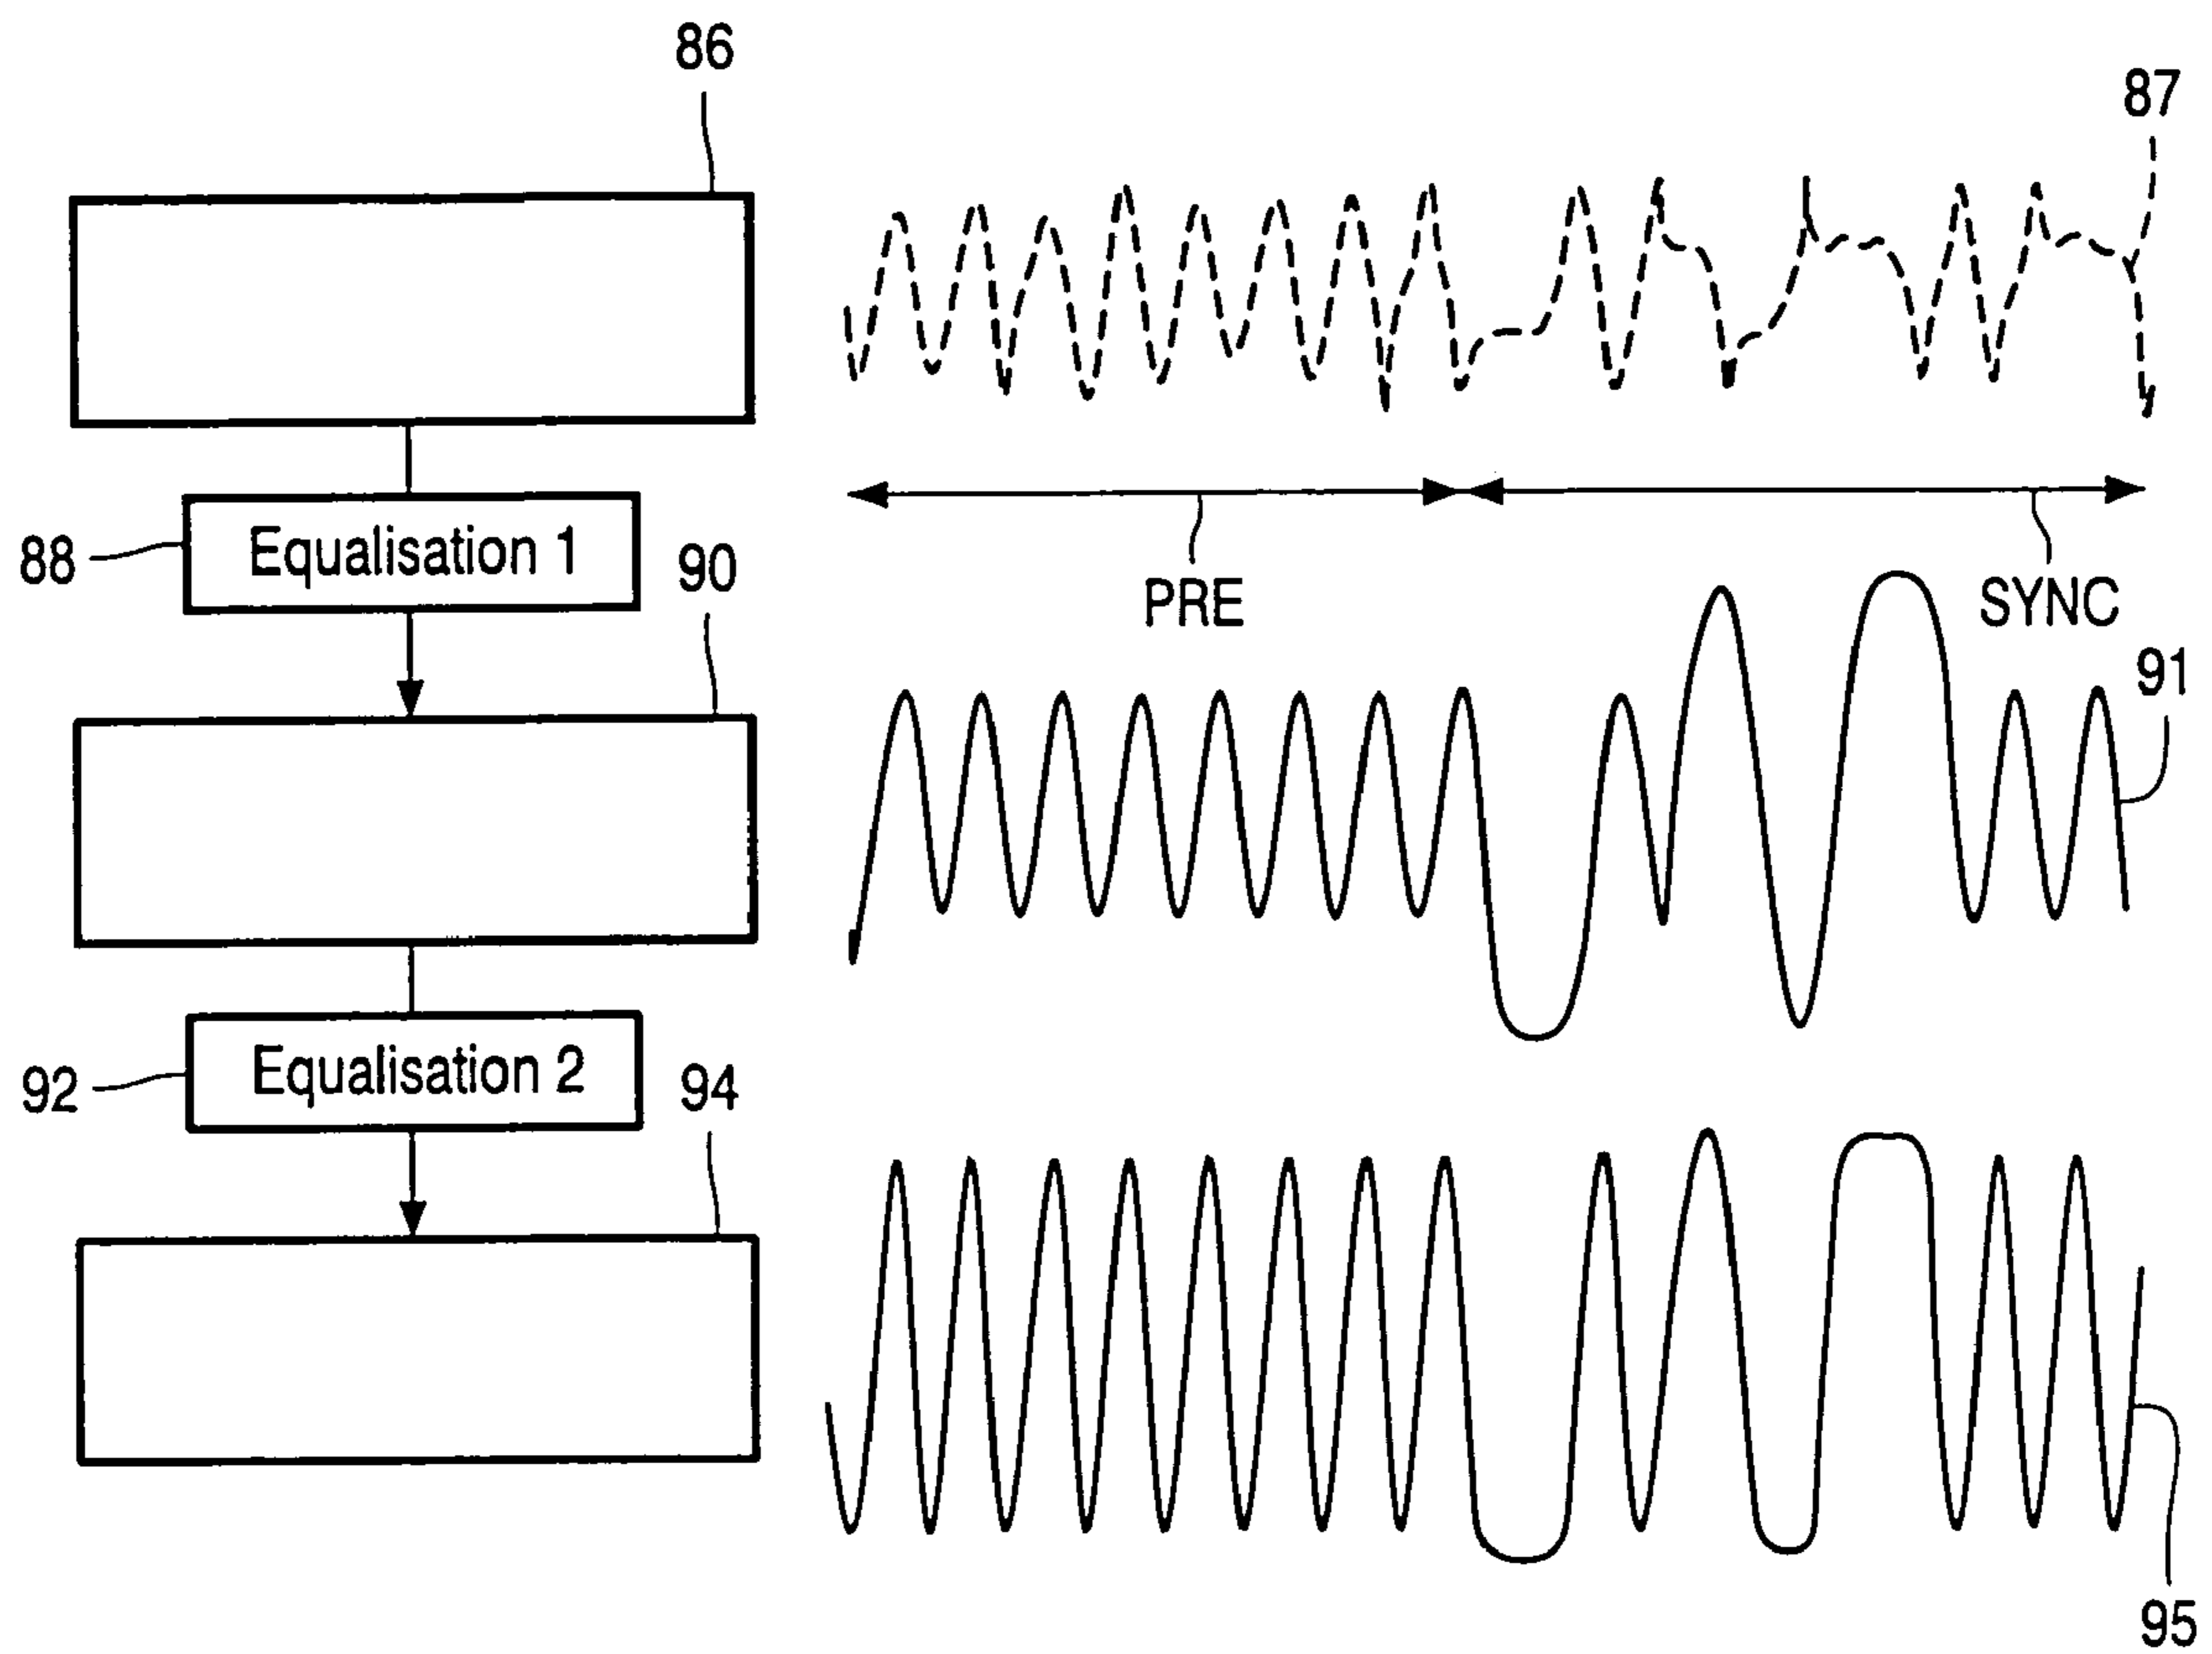 86
87
Equalisation 1
88
90
PRE
SYNC
91
Equalisation 2
92
94
95